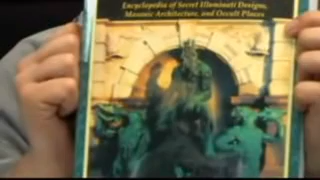 Encyclopedia of Secret Illuminati Designs,
Masonic Architecture, and Occult Places